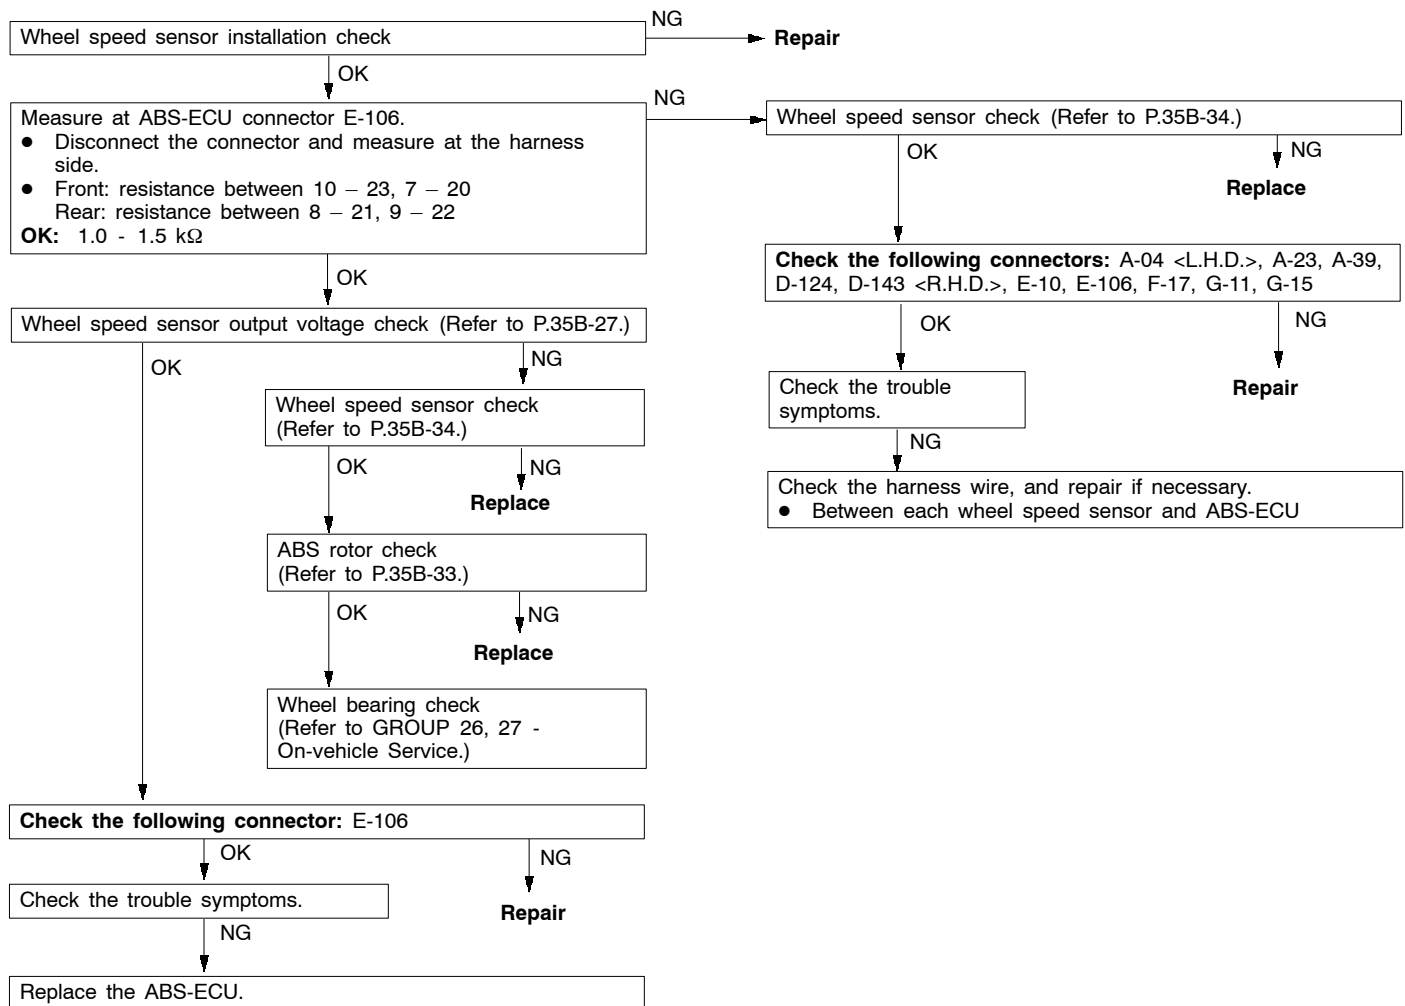 Wheel speed sensor installation check
NG
Repair
OK
Measure at ABS-ECU connector E-106.
● Disconnect the connector and measure at the harness
side.
● Front: resistance between 10 – 23, 7 – 20
Rear: resistance between 8 – 21, 9 – 22
OK: 1.0 - 1.5 kΩ
NG
OK
Wheel speed sensor output voltage check (Refer to P.35B-27.)
OK
NG
Wheel speed sensor check
(Refer to P.35B-34.)
OK
NG
Replace
ABS rotor check
(Refer to P.35B-33.)
OK
NG
Replace
Wheel bearing check
(Refer to GROUP 26, 27 -
On-vehicle Service.)
Check the following connector: E-106
OK
NG
Repair
Check the trouble symptoms.
NG
Replace the ABS-ECU.
Wheel speed sensor check (Refer to P.35B-34.)
OK
NG
Replace
Check the following connectors: A-04 <L.H.D.>, A-23, A-39,
D-124, D-143 <R.H.D.>, E-10, E-106, F-17, G-11, G-15
OK
NG
Repair
Check the trouble
symptoms.
NG
Check the harness wire, and repair if necessary.
● Between each wheel speed sensor and ABS-ECU